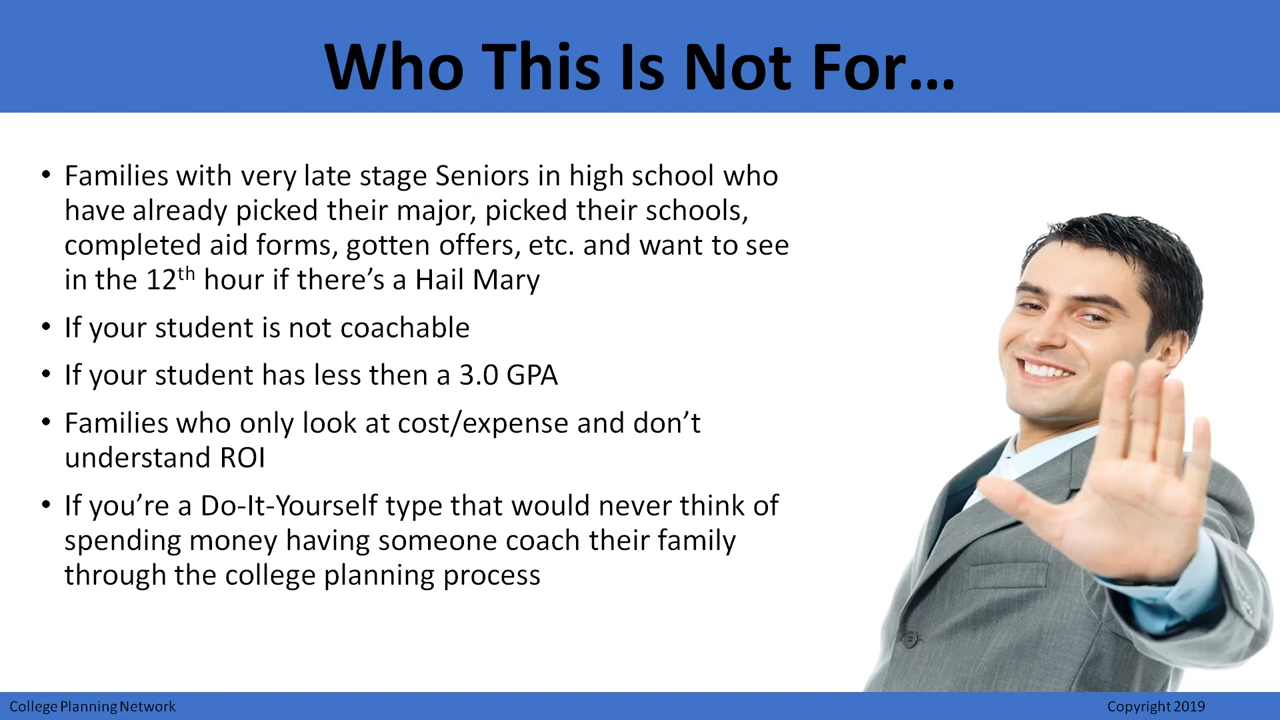 Who This Is Not For...
• Families with very late stage Seniors in high school who
have already picked their major, picked their schools,
completed aid forms, gotten offers, etc. and want to see
in the 12th hour if there’s a Hail Mary
• If your student is not coachable
• If your student has less then a 3.0 GPA
• Families who only look at cost/expense and don’t
understand ROI
• If you’re a Do-It-Yourself type that would never think of
spending money having someone coach their family
through the college planning process
College Planning Network
Copyright 2019